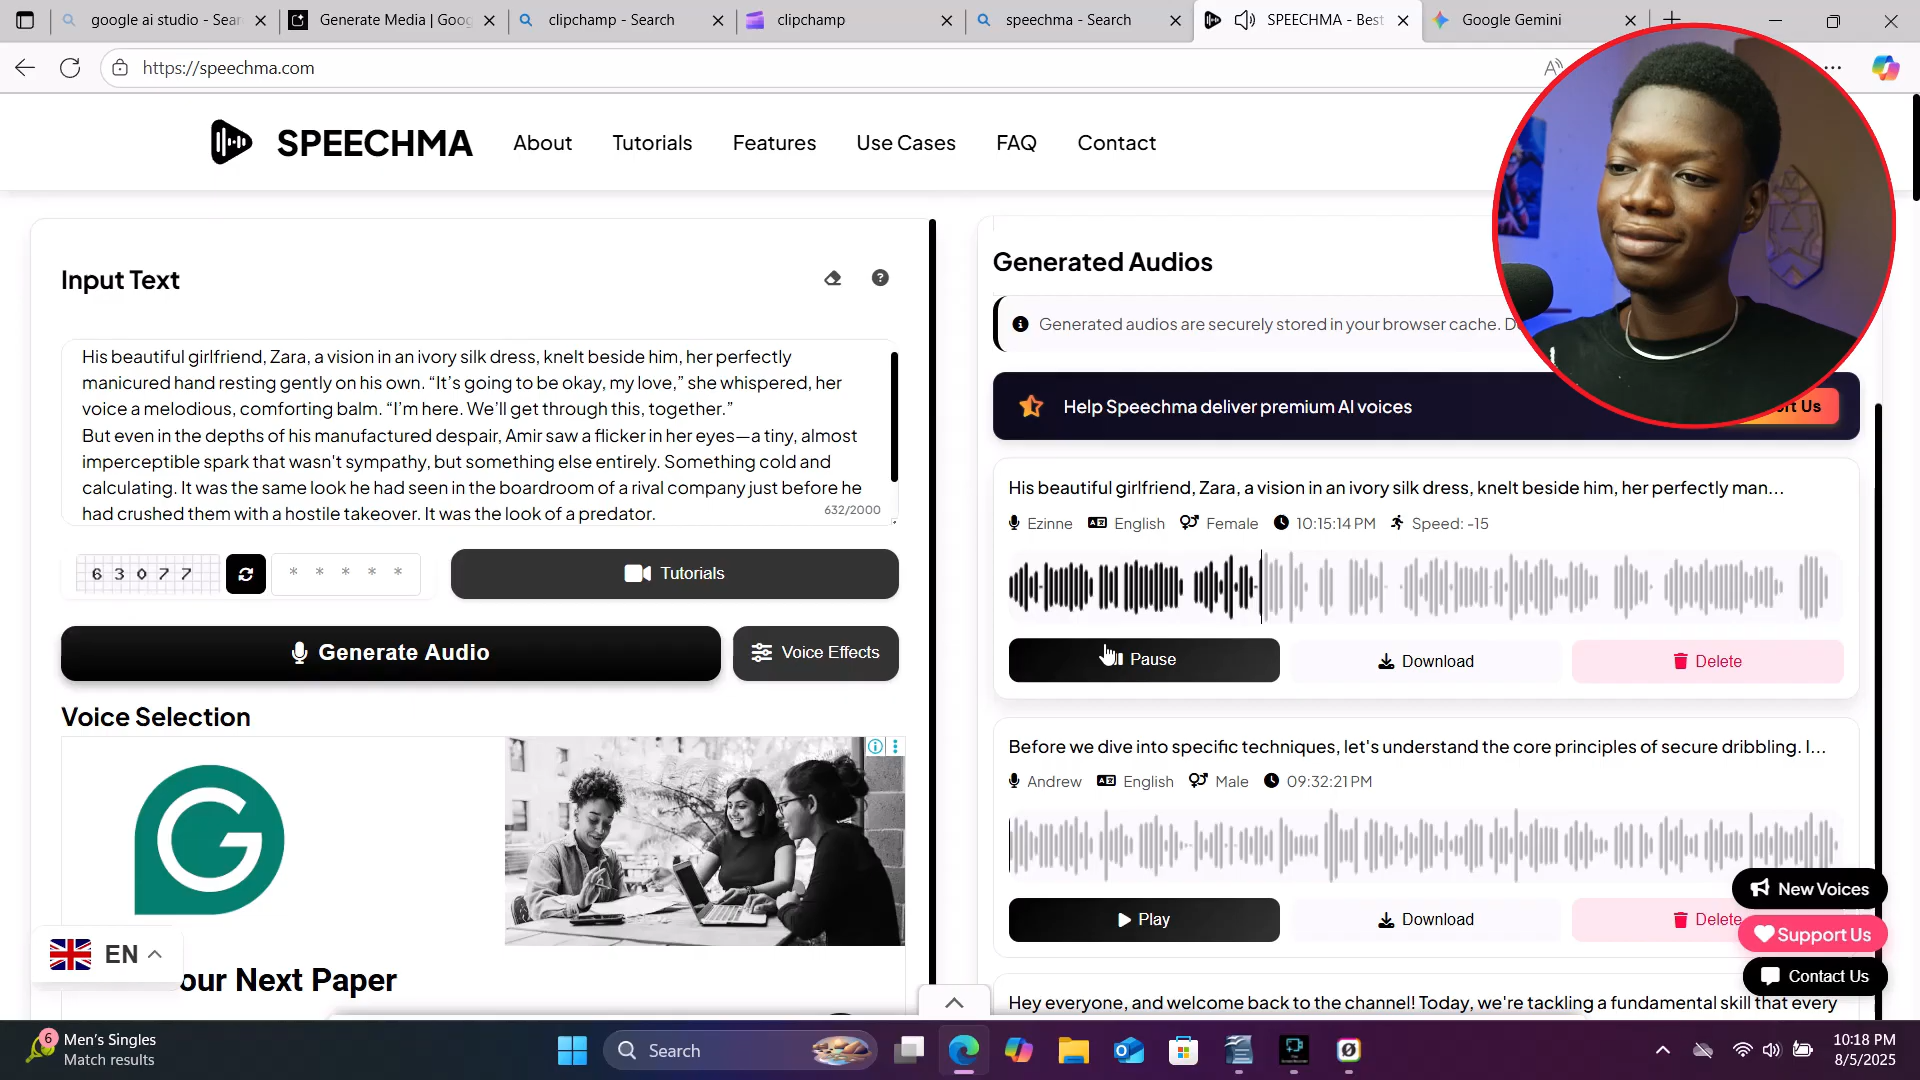 google ai studio - Sear
Generate Media | Goog
clipchamp - Search
clipchamp
speechma - Search
SPEECHMA - Best
Google Gemini
https://speechma.com
SPEECHMA
About
Tutorials
Features
Use Cases
FAQ
Contact
Input Text
His beautiful girlfriend, Zara, a vision in an ivory silk dress, knelt beside him, her perfectly
manicured hand resting gently on his own. “It’s going to be okay, my love,” she whispered, her
voice a melodious, comforting balm. “I’m here. We’ll get through this, together.”
But even in the depths of his manufactured despair, Amir saw a flicker in her eyes—a tiny, almost
imperceptible spark that wasn't sympathy, but something else entirely. Something cold and
calculating. It was the same look he had seen in the boardroom of a rival company just before he
had crushed them with a hostile takeover. It was the look of a predator.
632/2000
6 3 0 7 7
* * * * *
Tutorials
Generate Audio
Voice Effects
Voice Selection
our Next Paper
EN
Generated Audios
Generated audios are securely stored in your browser cache.
Help Speechma deliver premium AI voices
Us
His beautiful girlfriend, Zara, a vision in an ivory silk dress, knelt beside him, her perfectly man...
Ezinne English Female 10:15:14 PM Speed: -15
Pause
Download
Delete
Before we dive into specific techniques, let's understand the core principles of secure dribbling. I...
Andrew English Male 09:32:21 PM
Play
Download
Delete
New Voices
Support Us
Contact Us
Hey everyone, and welcome back to the channel! Today, we're tackling a fundamental skill that every
6
Men's Singles
Match results
Search
10:18 PM
8/5/2025